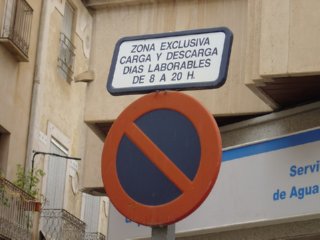 ZONA EXCLUSIVA
CARGA Y DESCARGA
DIAS LABORABLES
DE 8 A 20 H.
Servi
de Agua